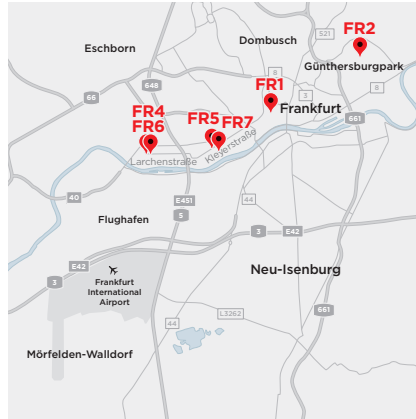 FR2
Dombusch
521
Eschborn
Günthersburgpark
8
8
648
66
3
FR1
Frankfurt
FR4
FR6
FR5
FR7
661
Kleyerstraße
Larchenstraße
40
E451
44
5
Flughafen
3
E42
E42
3
Neu-Isenburg
Frankfurt
International
Airport
661
L3262
44
Mörfelden-Walldorf